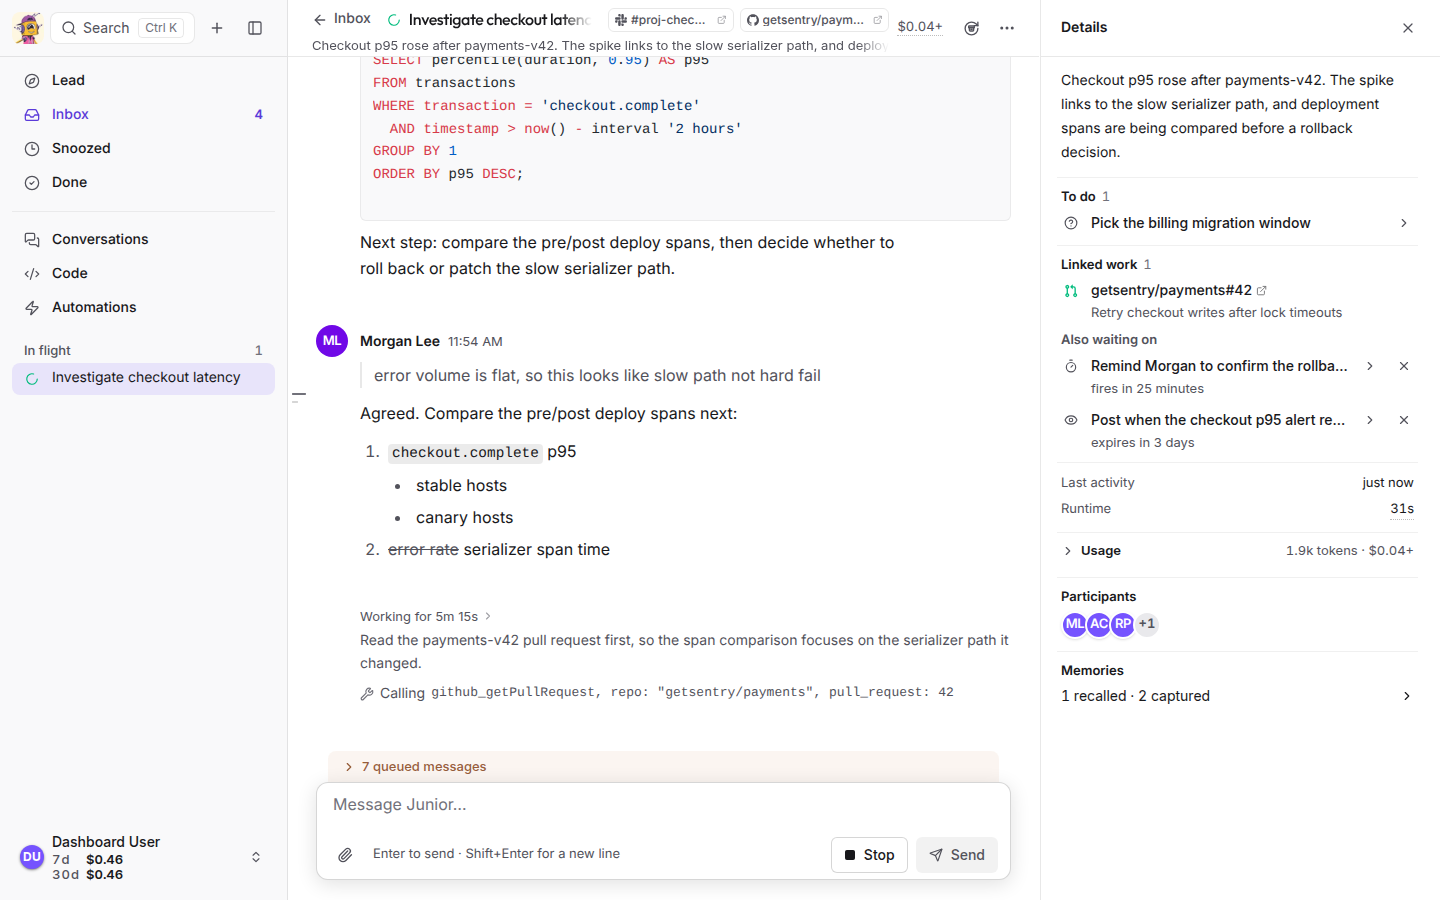 Search Ctrl K
Lead
Inbox 4
Snoozed
Done
Conversations
Code
Automations
In flight 1
Investigate checkout latency
Dashboard User
7d $0.46
30d $0.46
Inbox
Investigate checkout laten
#proj-chec...
getsentry/paym...
$0.04+
Checkout p95 rose after payments-v42. The spike links to the slow serializer path, and deploy
SELECT percentile(duration, 0.95) AS p95
FROM transactions
WHERE transaction = 'checkout.complete'
AND timestamp > now() - interval '2 hours'
GROUP BY 1
ORDER BY p95 DESC;
Next step: compare the pre/post deploy spans, then decide whether to
roll back or patch the slow serializer path.
ML Morgan Lee 11:54 AM
error volume is flat, so this looks like slow path not hard fail
Agreed. Compare the pre/post deploy spans next:
1. checkout.complete p95
• stable hosts
• canary hosts
2. error rate serializer span time
Working for 5m 15s
Read the payments-v42 pull request first, so the span comparison focuses on the serializer path it
changed.
Calling github_getPullRequest, repo: "getsentry/payments", pull_request: 42
7 queued messages
Message Junior...
Enter to send · Shift+Enter for a new line
Stop
Send
DU
Details
Checkout p95 rose after payments-v42. The spike
links to the slow serializer path, and deployment
spans are being compared before a rollback
decision.
To do 1
Pick the billing migration window
Linked work 1
getsentry/payments#42
Retry checkout writes after lock timeouts
Also waiting on
Remind Morgan to confirm the rollba...
fires in 25 minutes
Post when the checkout p95 alert re...
expires in 3 days
Last activity just now
Runtime 31s
Usage 1.9k tokens · $0.04+
Participants
ML AC RP +1
Memories
1 recalled · 2 captured